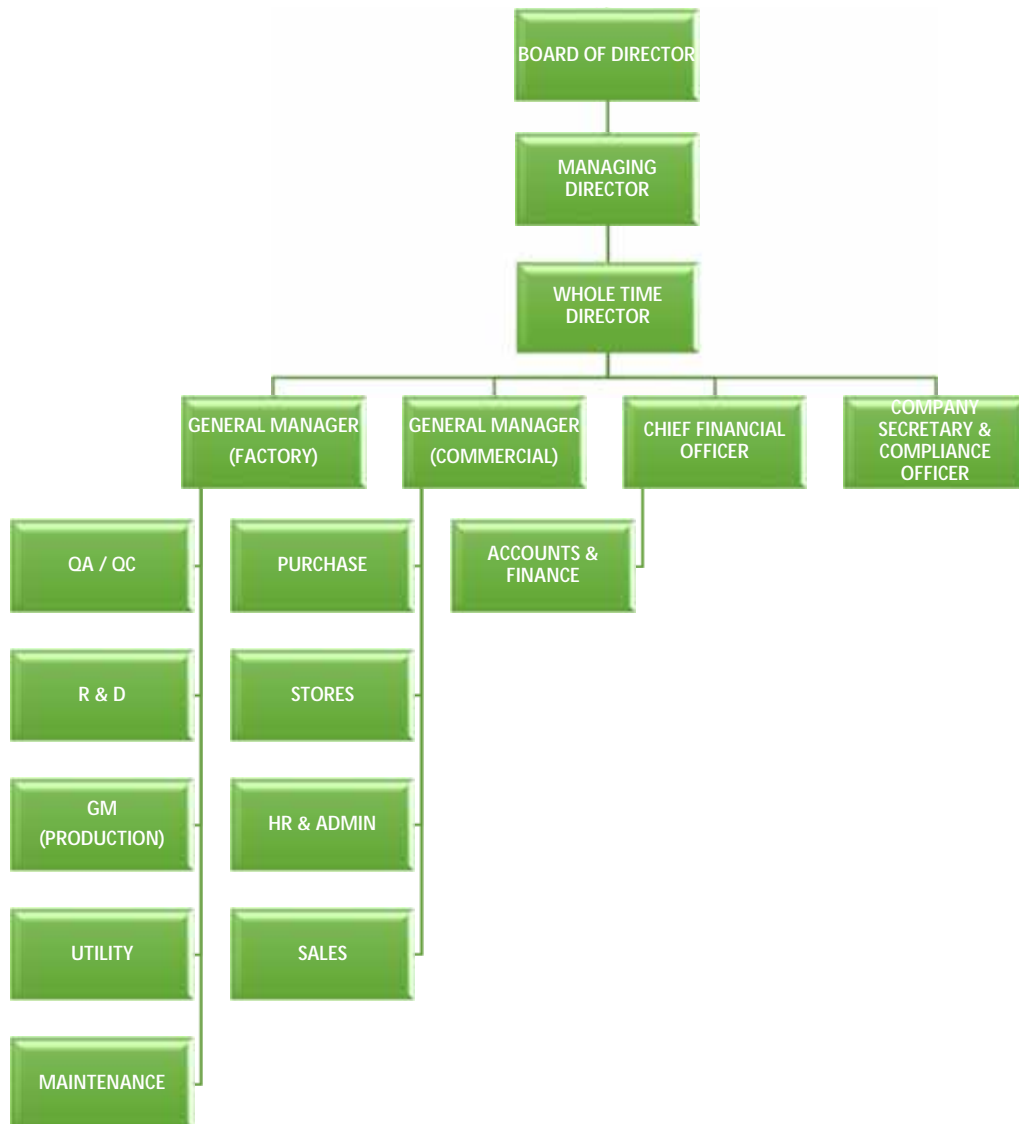 BOARD OF DIRECTOR
MANAGING
DIRECTOR
WHOLE TIME
DIRECTOR
GENERAL MANAGER
(FACTORY)
GENERAL MANAGER
(COMMERCIAL)
CHIEF FINANCIAL
OFFICER
COMPANY
SECRETARY &
COMPLIANCE
OFFICER
QA / QC
PURCHASE
ACCOUNTS &
FINANCE
R & D
STORES
GM
(PRODUCTION)
HR & ADMIN
UTILITY
SALES
MAINTENANCE